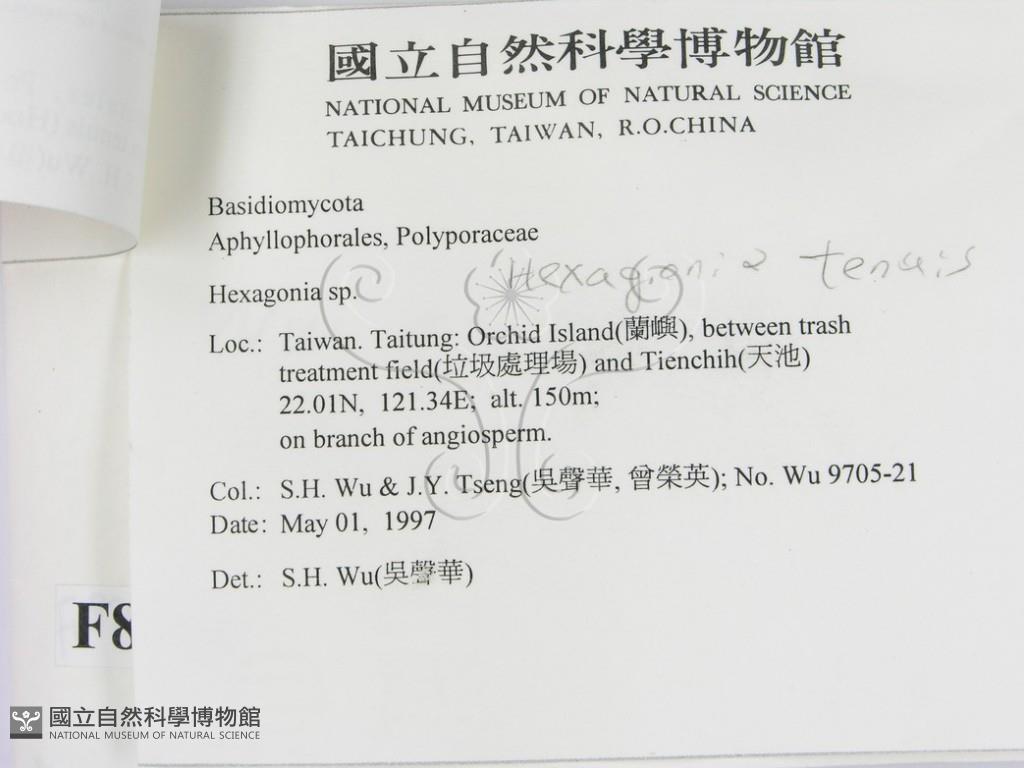 國立自然科學博物館
NATIONAL MUSEUM OF NATURAL SCIENCE
TAICHUNG, TAIWAN, R.O.CHINA
Basidiomycota
Aphyllophorales, Polyporaceae
Hexagonia sp. Hexagonia tenuis
Loc.: Taiwan. Taitung: Orchid Island(蘭嶼), between trash
treatment field(垃圾處理場) and Tienchih(天池)
22.01N, 121.34E; alt. 150m;
on branch of angiosperm.
Col.: S.H. Wu & J.Y. Tseng(吳聲華, 曾榮英); No. Wu 9705-21
Date: May 01, 1997
Det.: S.H. Wu(吳聲華)
F8
國立自然科學博物館
NATIONAL MUSEUM OF NATURAL SCIENCE